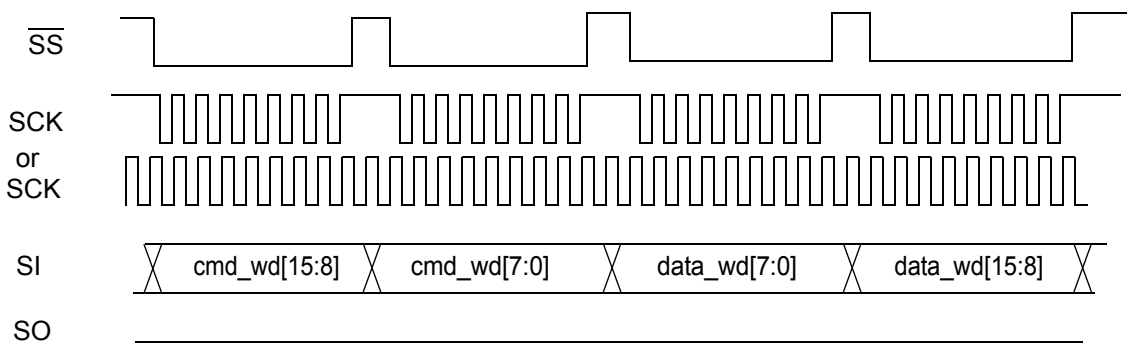 SS
SCK
or
SCK
SI cmd_wd[15:8] cmd_wd[7:0] data_wd[7:0] data_wd[15:8]
SO